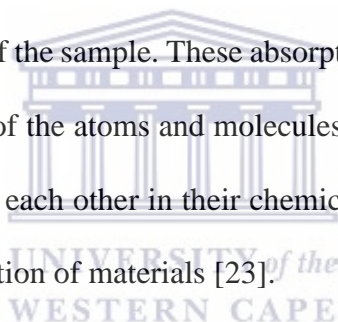 of the sample. These absorpt
of the atoms and molecules
each other in their chemic
UNIVERSITY of the
tion of materials [23].
WESTERN CAPE